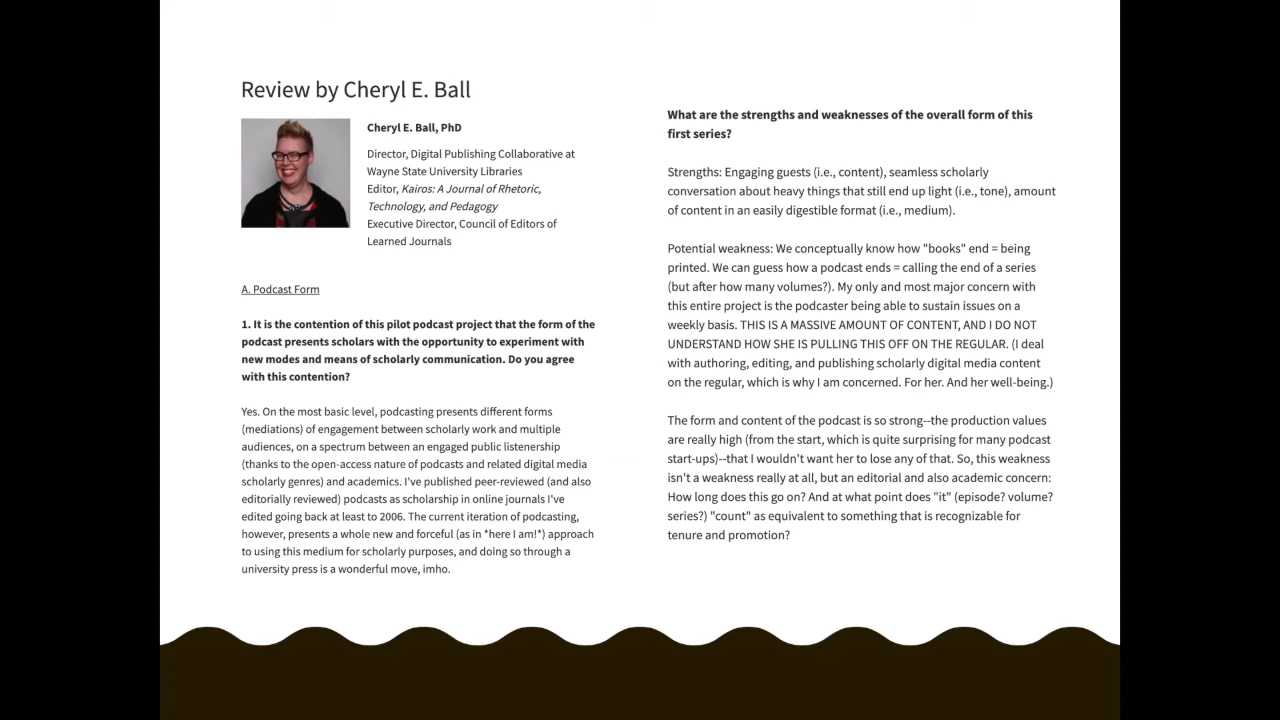 Review by Cheryl E. Ball
Cheryl E. Ball, PhD
Director, Digital Publishing Collaborative at
Wayne State University Libraries
Editor, Kairos: A Journal of Rhetoric,
Technology, and Pedagogy
Executive Director, Council of Editors of
Learned Journals
A. Podcast Form
1. It is the contention of this pilot podcast project that the form of the
podcast presents scholars with the opportunity to experiment with
new modes and means of scholarly communication. Do you agree
with this contention?
Yes. On the most basic level, podcasting presents different forms
(mediations) of engagement between scholarly work and multiple
audiences, on a spectrum between an engaged public listenership
(thanks to the open-access nature of podcasts and related digital media
scholarly genres) and academics. I've published peer-reviewed (and also
editorially reviewed) podcasts as scholarship in online journals I've
edited going back at least to 2006. The current iteration of podcasting,
however, presents a whole new and forceful (as in *here I am!*) approach
to using this medium for scholarly purposes, and doing so through a
university press is a wonderful move, imho.
What are the strengths and weaknesses of the overall form of this
first series?
Strengths: Engaging guests (i.e., content), seamless scholarly
conversation about heavy things that still end up light (i.e., tone), amount
of content in an easily digestible format (i.e., medium).
Potential weakness: We conceptually know how "books" end = being
printed. We can guess how a podcast ends = calling the end of a series
(but after how many volumes?). My only and most major concern with
this entire project is the podcaster being able to sustain issues on a
weekly basis. THIS IS A MASSIVE AMOUNT OF CONTENT, AND I DO NOT
UNDERSTAND HOW SHE IS PULLING THIS OFF ON THE REGULAR. (I deal
with authoring, editing, and publishing scholarly digital media content
on the regular, which is why I am concerned. For her. And her well-being.)
The form and content of the podcast is so strong--the production values
are really high (from the start, which is quite surprising for many podcast
start-ups)--that I wouldn't want her to lose any of that. So, this weakness
isn't a weakness really at all, but an editorial and also academic concern:
How long does this go on? And at what point does "it" (episode? volume?
series?) "count" as equivalent to something that is recognizable for
tenure and promotion?